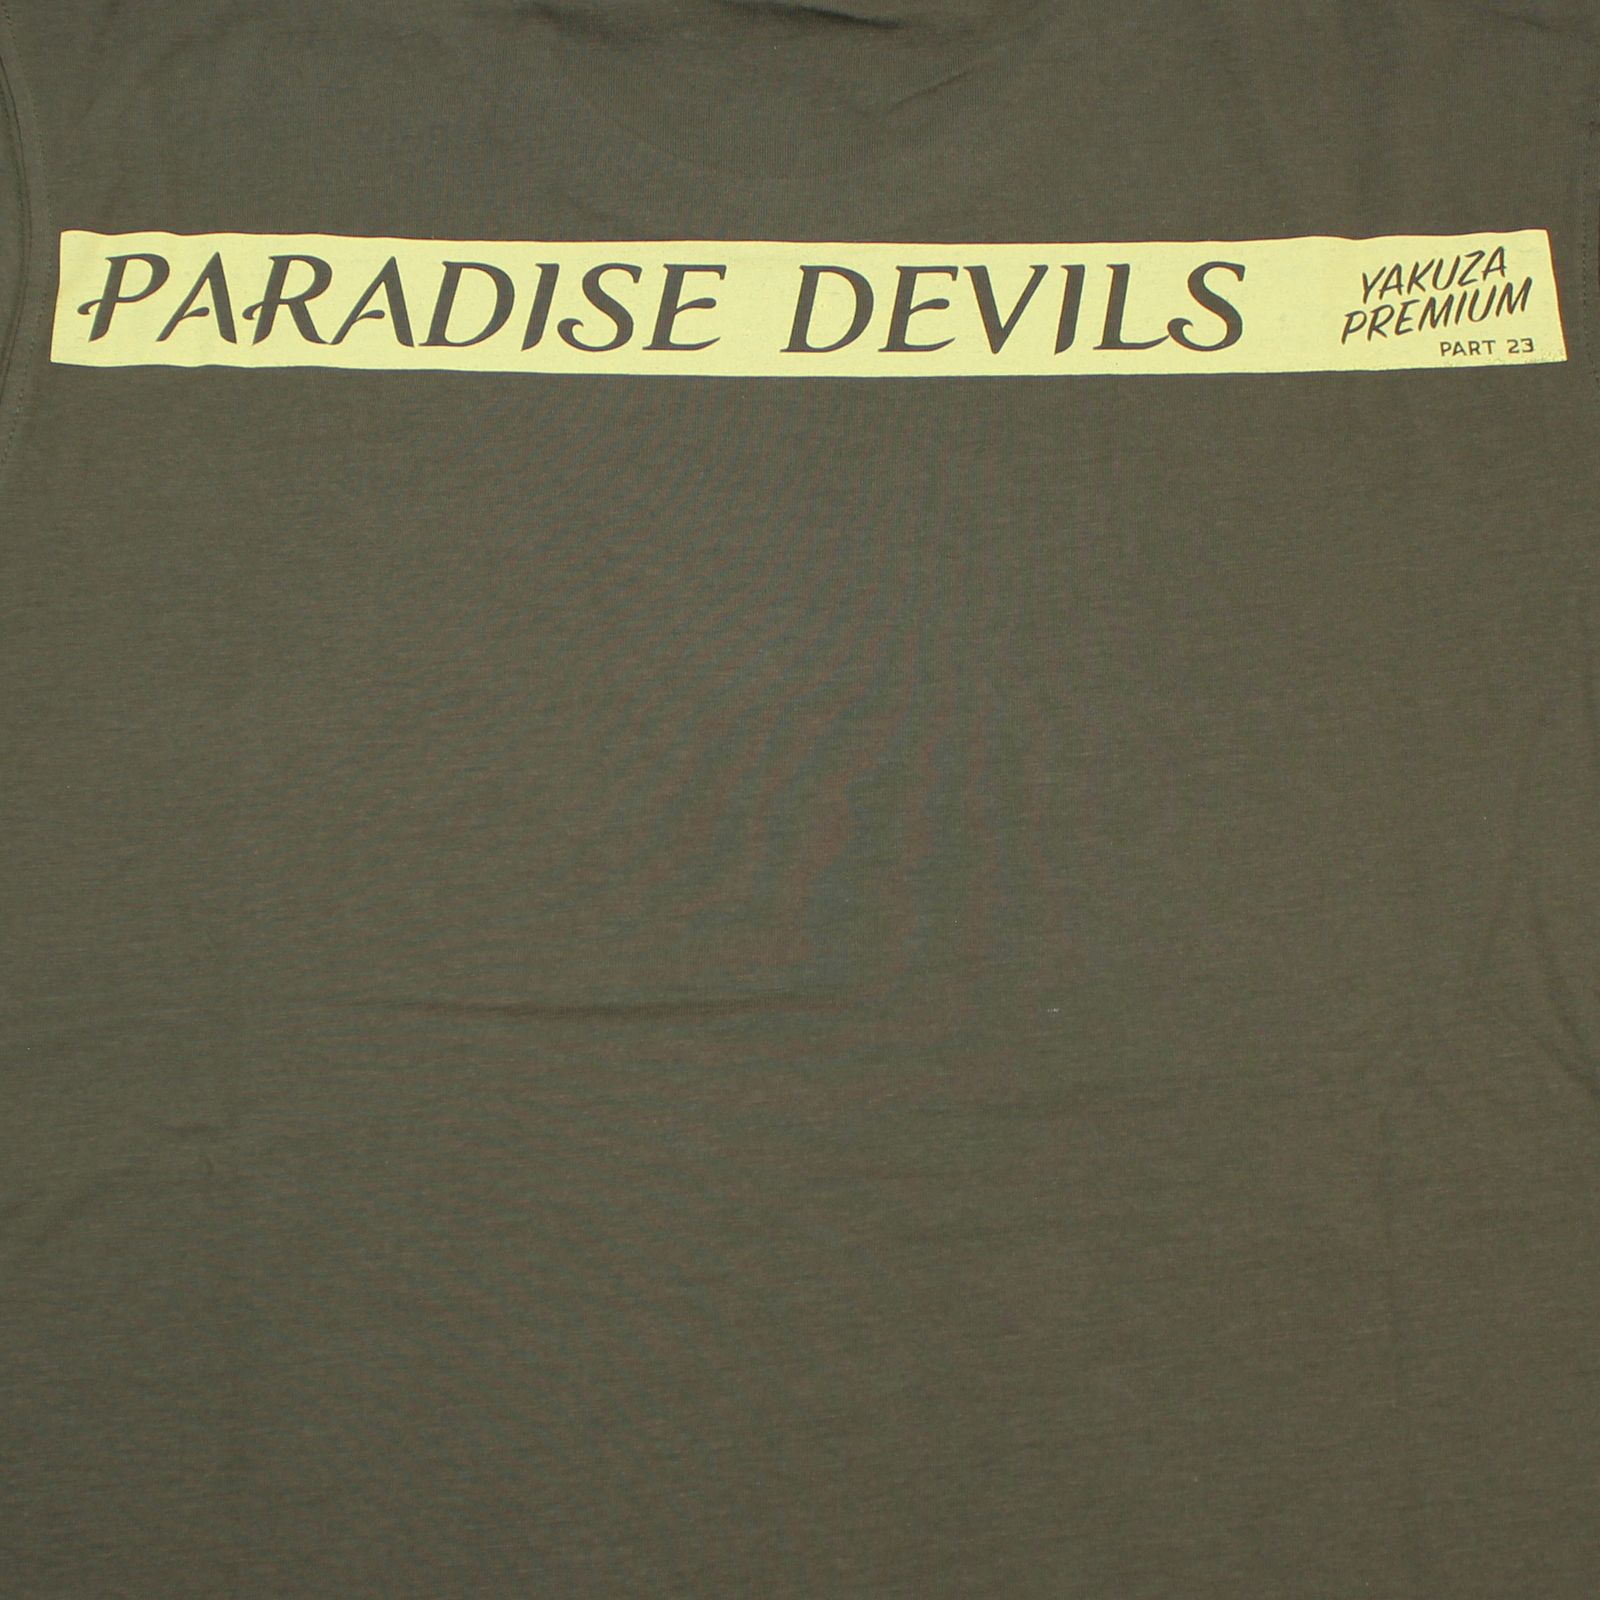 PARADISE DEVILS
YAKUZA
PREMIUM
PART 23